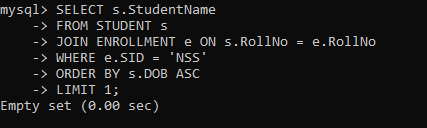 mysql> SELECT s.StudentName
    -> FROM STUDENT s
    -> JOIN ENROLLMENT e ON s.RollNo = e.RollNo
    -> WHERE e.SID = 'NSS'
    -> ORDER BY s.DOB ASC
    -> LIMIT 1;
Empty set (0.00 sec)